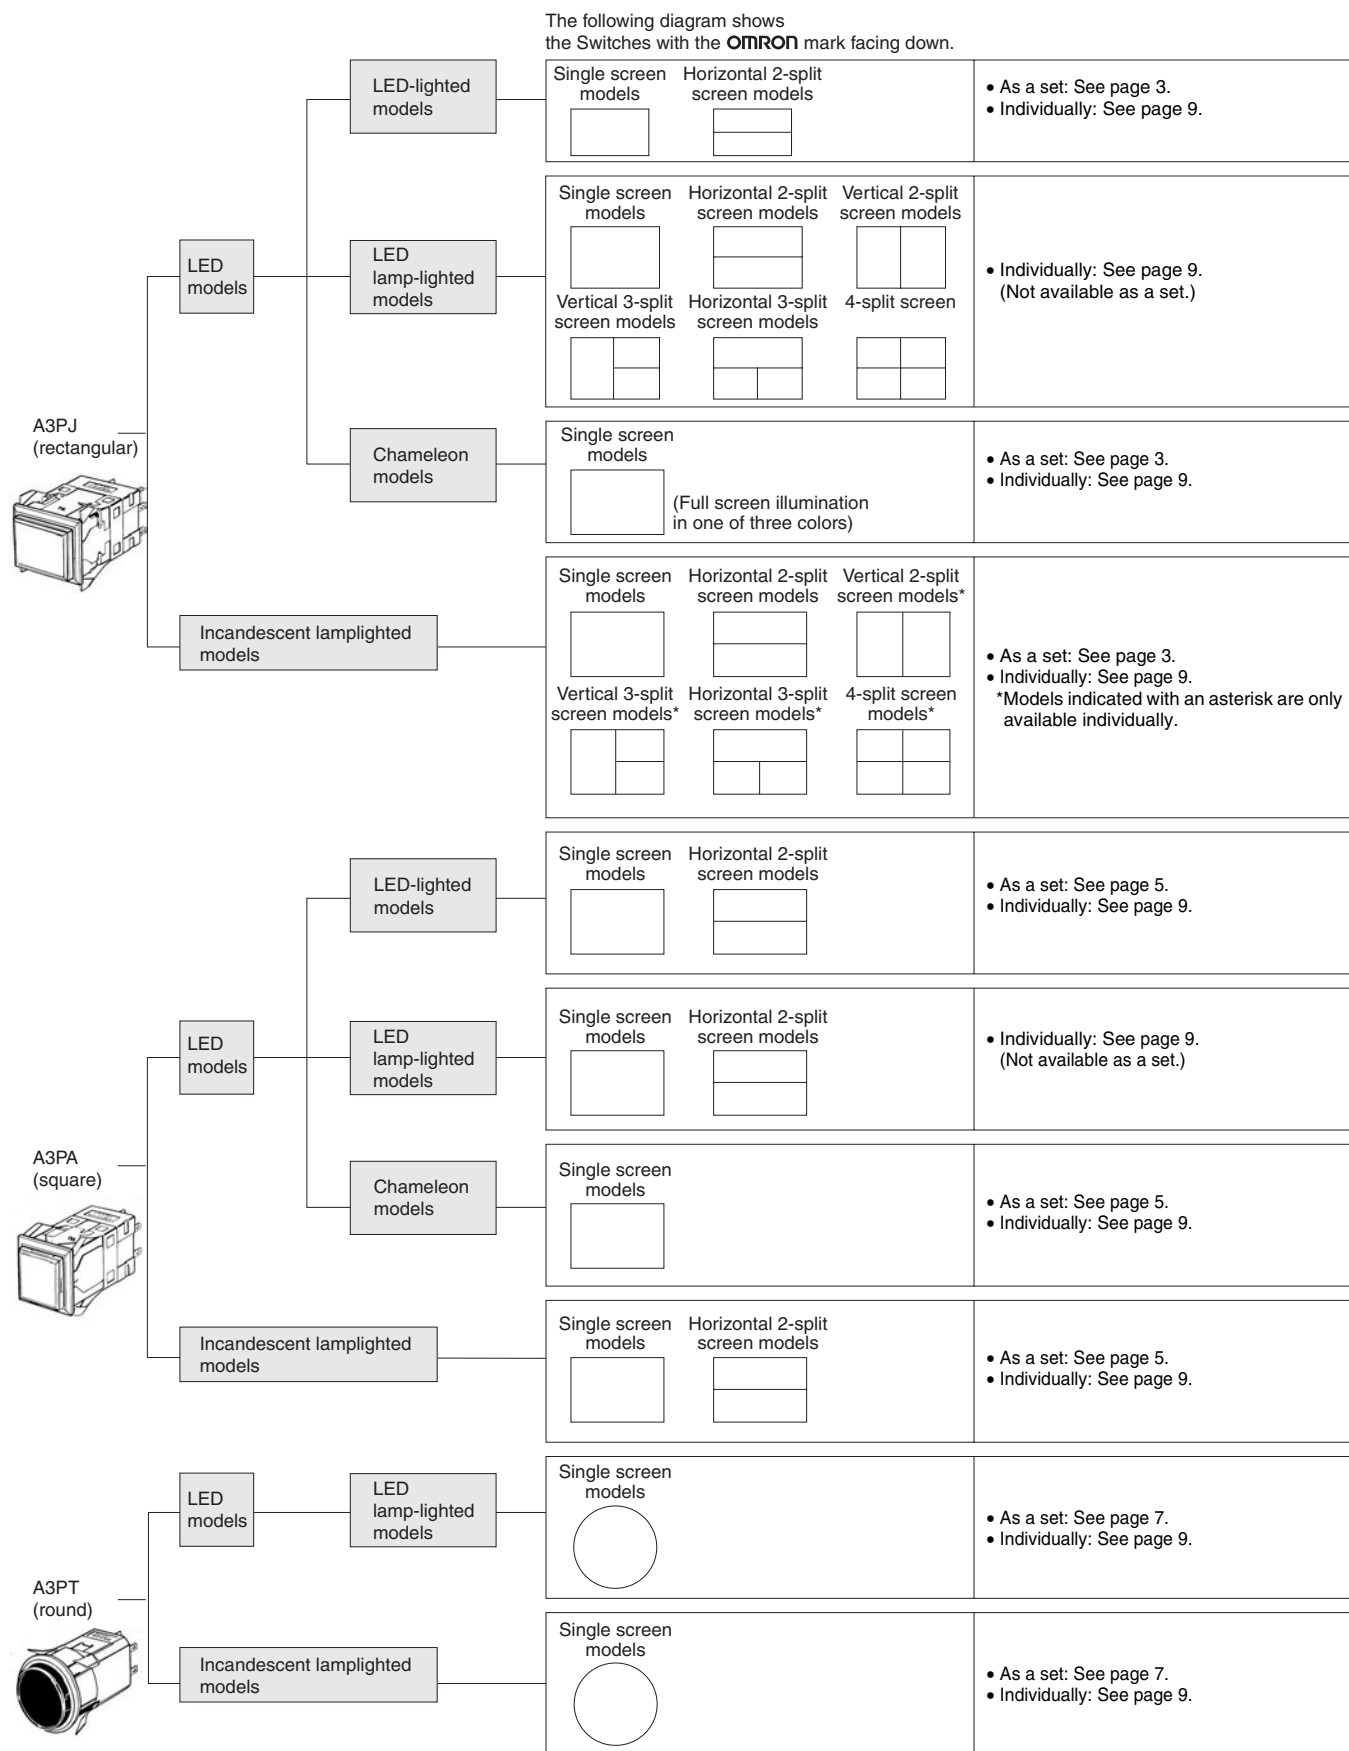 The following diagram shows
the Switches with the OMRON mark facing down.
LED-lighted
models
Single screen
models
Horizontal 2-split
screen models
• As a set: See page 3.
• Individually: See page 9.
LED
models
LED
lamp-lighted
models
Single screen
models
Horizontal 2-split
screen models
Vertical 2-split
screen models
Vertical 3-split
screen models
Horizontal 3-split
screen models
4-split screen
• Individually: See page 9.
(Not available as a set.)
A3PJ
(rectangular)
Chameleon
models
Single screen
models
(Full screen illumination
in one of three colors)
• As a set: See page 3.
• Individually: See page 9.
Incandescent lamplighted
models
Single screen
models
Horizontal 2-split
screen models
Vertical 2-split
screen models*
Vertical 3-split
screen models*
Horizontal 3-split
screen models*
4-split screen
models*
• As a set: See page 3.
• Individually: See page 9.
*Models indicated with an asterisk are only
available individually.
LED-lighted
models
Single screen
models
Horizontal 2-split
screen models
• As a set: See page 5.
• Individually: See page 9.
LED
models
LED
lamp-lighted
models
Single screen
models
Horizontal 2-split
screen models
• Individually: See page 9.
(Not available as a set.)
A3PA
(square)
Chameleon
models
Single screen
models
• As a set: See page 5.
• Individually: See page 9.
Incandescent lamplighted
models
Single screen
models
Horizontal 2-split
screen models
• As a set: See page 5.
• Individually: See page 9.
LED
models
LED
lamp-lighted
models
Single screen
models
• As a set: See page 7.
• Individually: See page 9.
A3PT
(round)
Incandescent lamplighted
models
Single screen
models
• As a set: See page 7.
• Individually: See page 9.